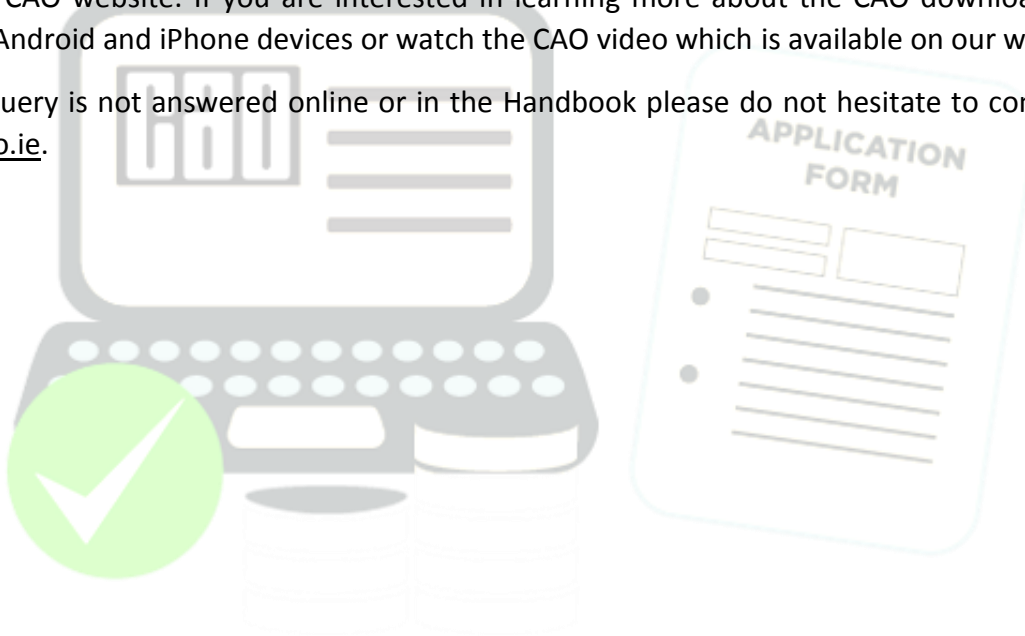 CAO website. If you are interested in learning more about the CAO downloa
Android and iPhone devices or watch the CAO video which is available on our w
uery is not answered online or in the Handbook please do not hesitate to con
o.ie.
CAO
APPLICATION
FORM